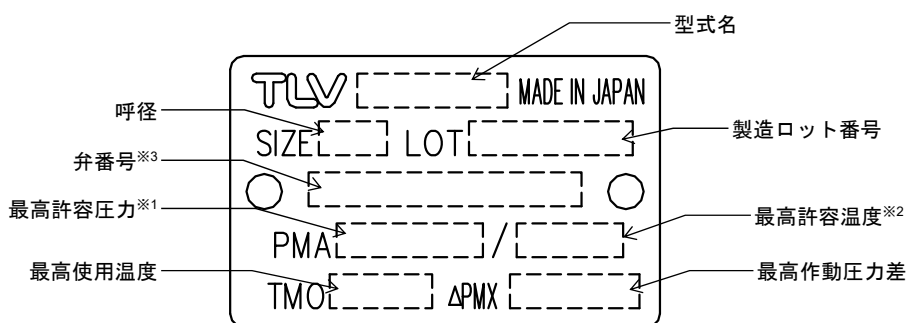 型式名
TLV MADE IN JAPAN
呼径
SIZE LOT
製造ロット番号
弁番号※3
最高許容圧力※1
PMA /
最高許容温度※2
最高使用温度
TMO ΔPMX
最高作動圧力差